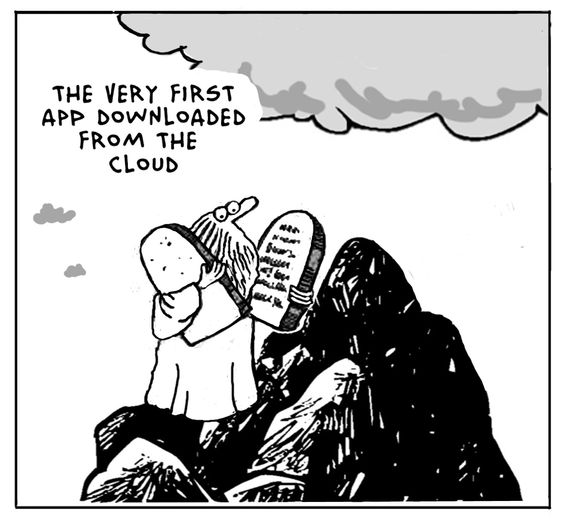 THE VERY FIRST
APP DOWNLOADED
FROM THE
CLOUD